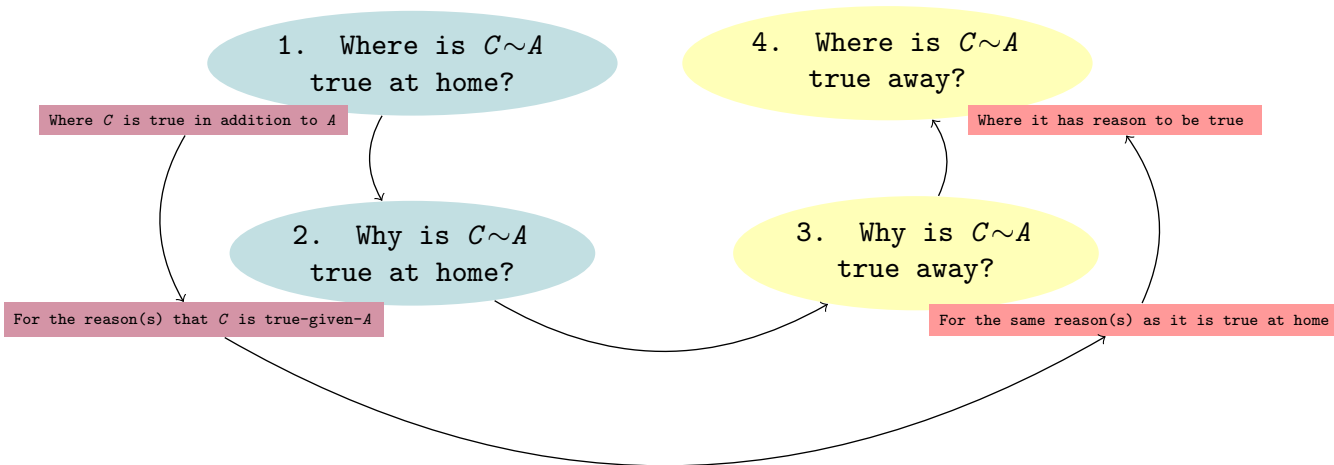 1. Where is C~A
true at home?
Where C is true in addition to A
2. Why is C~A
true at home?
For the reason(s) that C is true-given-A
3. Why is C~A
true away?
For the same reason(s) as it is true at home
4. Where is C~A
true away?
Where it has reason to be true